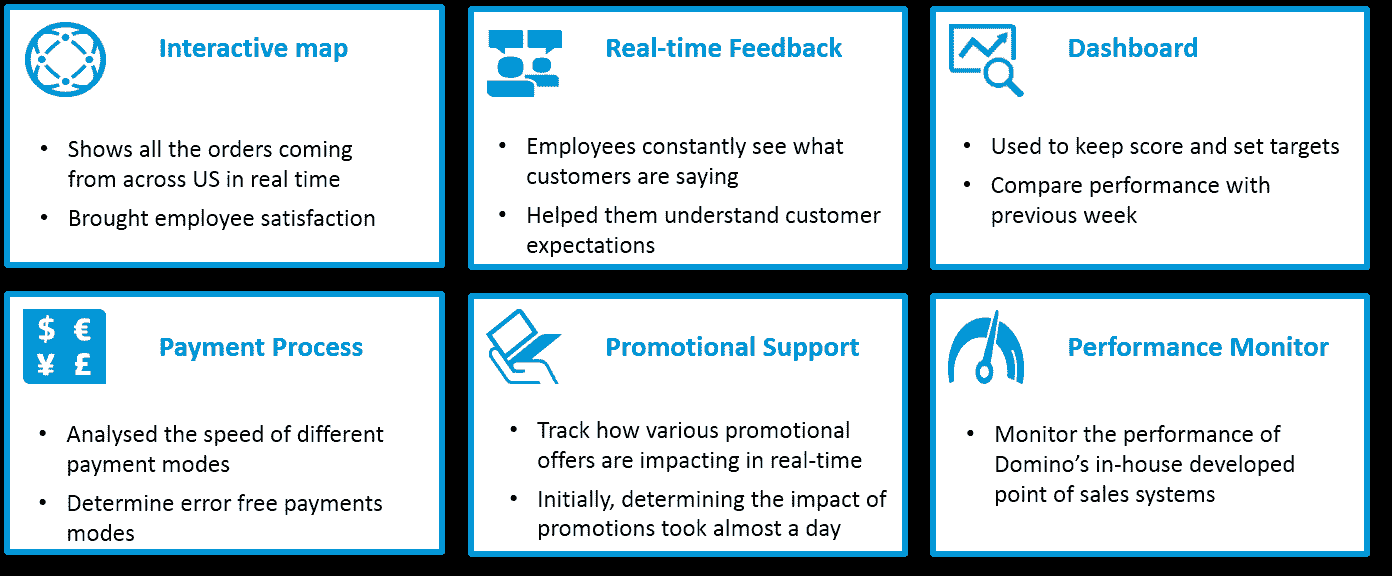 Interactive map
• Shows all the orders coming
from across US in real time
• Brought employee satisfaction
Real-time Feedback
• Employees constantly see what
customers are saying
• Helped them understand customer
expectations
Dashboard
• Used to keep score and set targets
• Compare performance with
previous week
$ €
¥ £
Payment Process
• Analysed the speed of different
payment modes
• Determine error free payments
modes
Promotional Support
• Track how various promotional
offers are impacting in real-time
• Initially, determining the impact of
promotions took almost a day
Performance Monitor
• Monitor the performance of
Domino’s in-house developed
point of sales systems